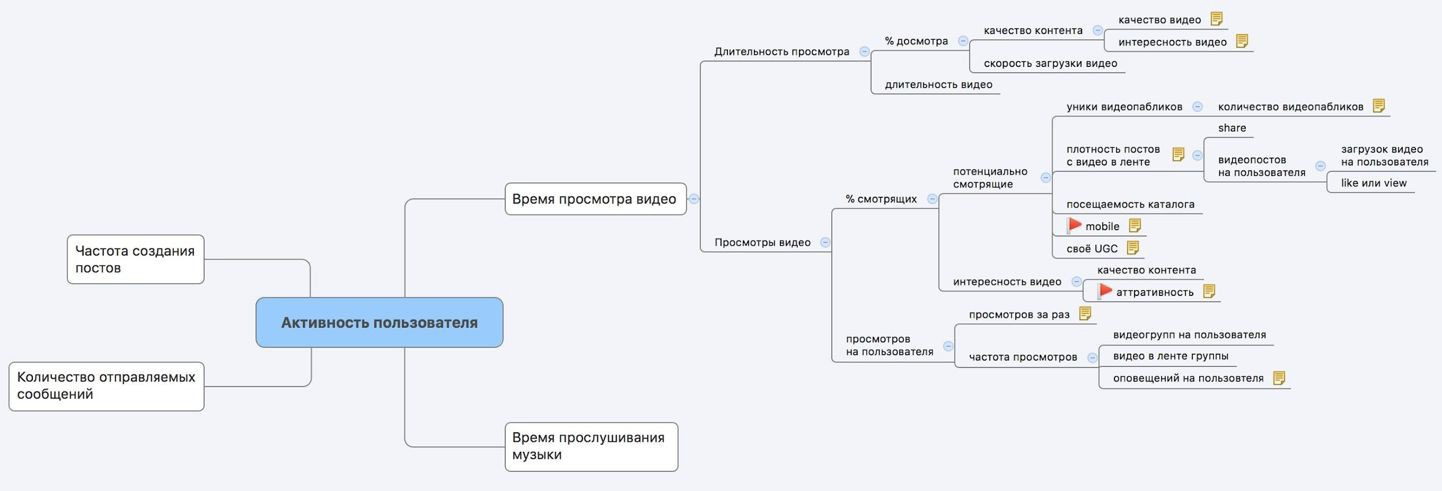 Активность пользователя
Частота создания
постов
Количество отправляемых
сообщений
Время просмотра видео
Длительность просмотра
% досмотра
качество контента
качество видео
интересность видео
скорость загрузки видео
длительность видео
Просмотры видео
% смотрящих
потенциально
смотрящие
уники видеопабликов
количество видеопабликов
плотность постов
с видео в ленте
share
видеопостов
на пользователя
загрузок видео
на пользователя
like или view
посещаемость каталога
mobile
своё UGC
интересность видео
качество контента
аттративность
просмотров
на пользователя
просмотров за раз
частота просмотров
видеогрупп на пользователя
видео в ленте группы
оповещений на пользовтеля
Время прослушивания
музыки